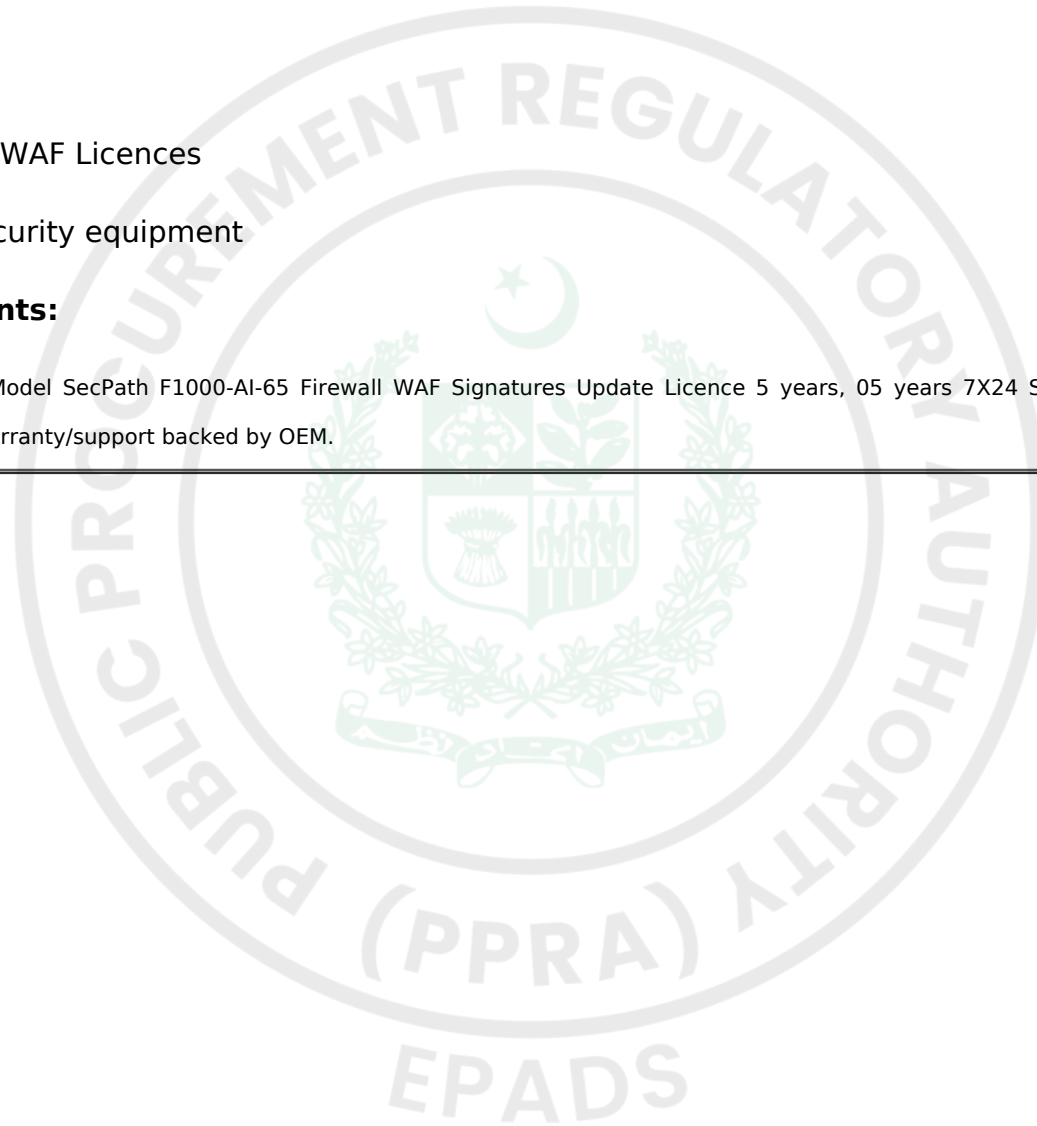 WAF Licences
curity equipment
nts:
Model SecPath F1000-AI-65 Firewall WAF Signatures Update Licence 5 years, 05 years 7X24 S
rranty/support backed by OEM.
PUBLIC PROCUREMENT REGULATORY AUTHORITY
(PPRA)
EPADS